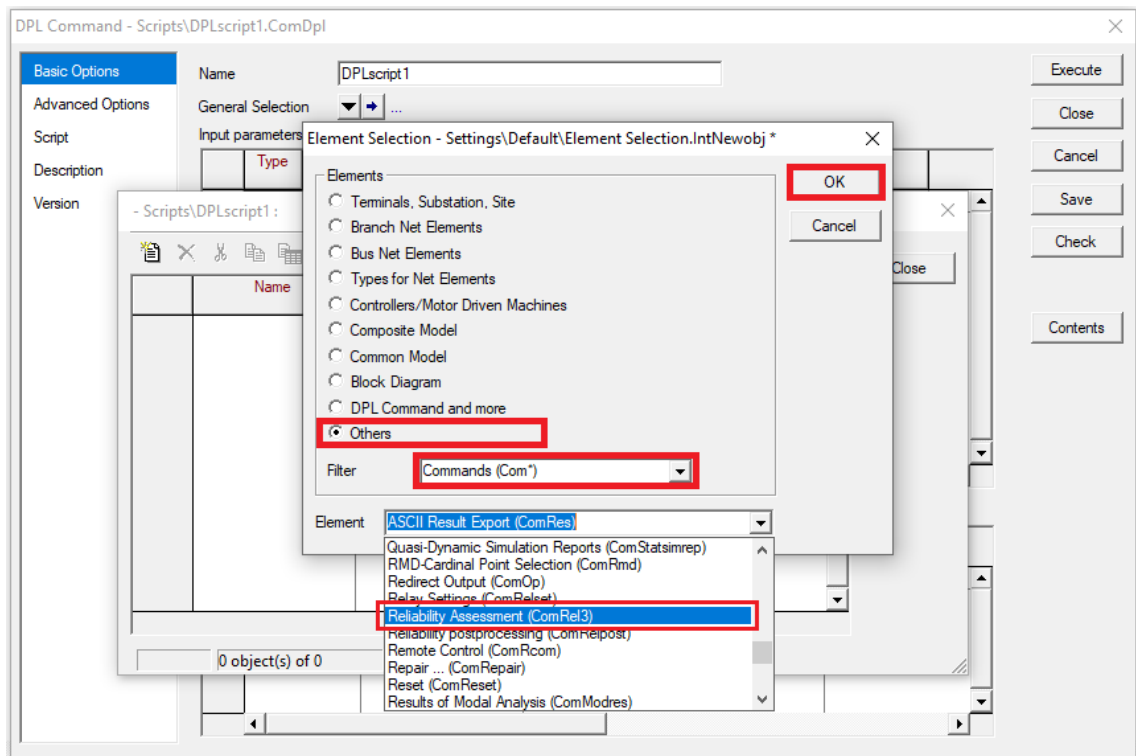 DPL Command - Scripts\DPLscript1.ComDpl
Basic Options
Advanced Options
Script
Description
Version
Name
DPLscript1
General Selection
...
Input parameters
Type
Execute
Close
Cancel
Save
Check
Contents
- Scripts\DPLscript1 :
Name
Close
0 object(s) of 0
Element Selection - Settings\Default\Element Selection.IntNewobj *
Elements
Terminals, Substation, Site
Branch Net Elements
Bus Net Elements
Types for Net Elements
Controllers/Motor Driven Machines
Composite Model
Common Model
Block Diagram
DPL Command and more
Others
Filter
Commands (Com*)
OK
Cancel
Element
ASCII Result Export (ComRes)
Quasi-Dynamic Simulation Reports (ComStatsimrep)
RMD-Cardinal Point Selection (ComRmd)
Redirect Output (ComOp)
Relay Settings (ComRelset)
Reliability Assessment (ComRel3)
Reliability postprocessing (ComRelpost)
Remote Control (ComRcom)
Repair ... (ComRepair)
Reset (ComReset)
Results of Modal Analysis (ComModres)